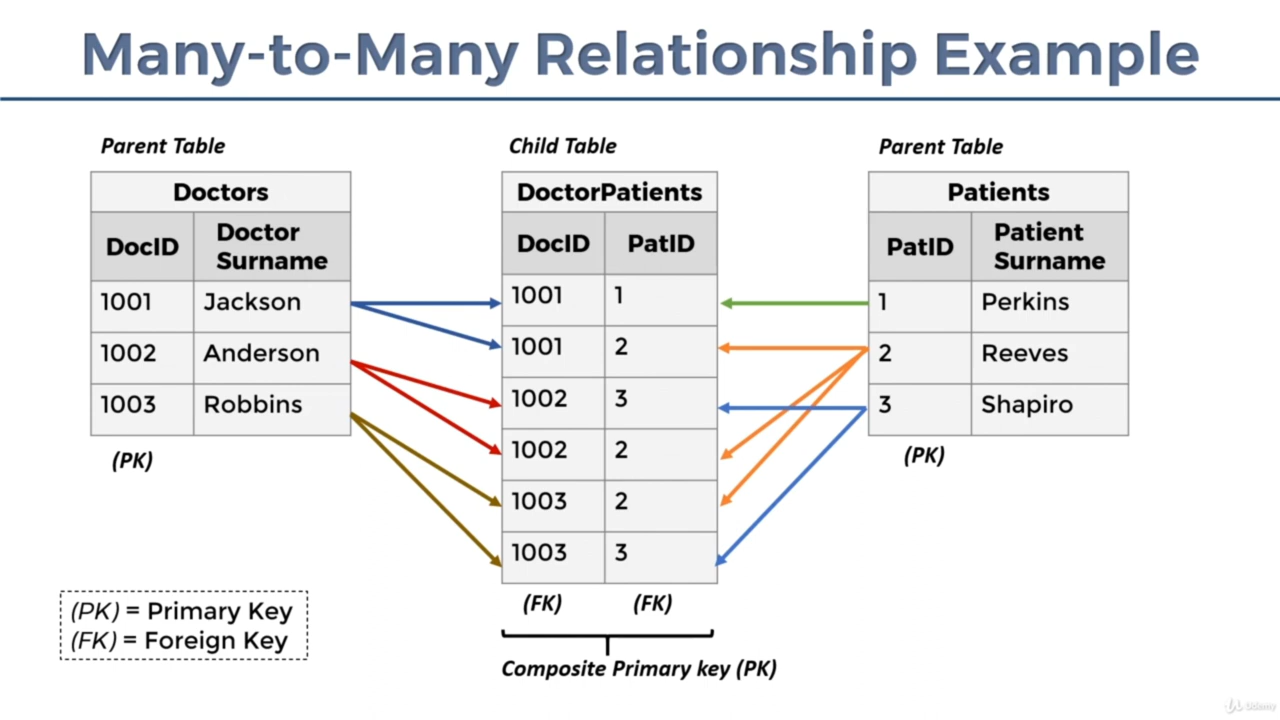 Many-to-Many Relationship Example
Parent Table
Doctors
DocID Doctor Surname
1001 Jackson
1002 Anderson
1003 Robbins
(PK)
Child Table
DoctorPatients
DocID PatID
1001 1
1001 2
1002 3
1002 2
1003 2
1003 3
(FK) (FK)
Composite Primary key (PK)
Parent Table
Patients
PatID Patient Surname
1 Perkins
2 Reeves
3 Shapiro
(PK)
(PK) = Primary Key
(FK) = Foreign Key
Udemy